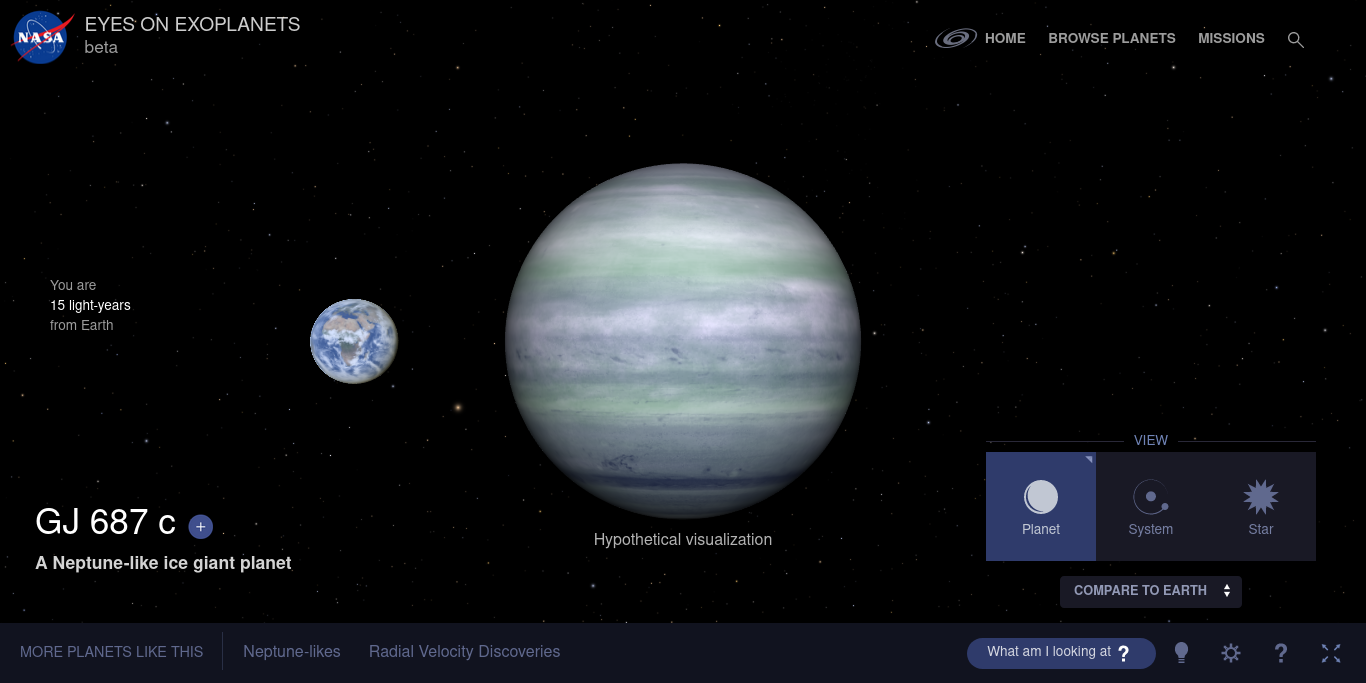 NASA
EYES ON EXOPLANETS
beta
HOME
BROWSE PLANETS
MISSIONS
You are
15 light-years
from Earth
GJ 687 c +
A Neptune-like ice giant planet
Hypothetical visualization
VIEW
Planet
System
Star
COMPARE TO EARTH
MORE PLANETS LIKE THIS
Neptune-likes
Radial Velocity Discoveries
What am I looking at ?
?